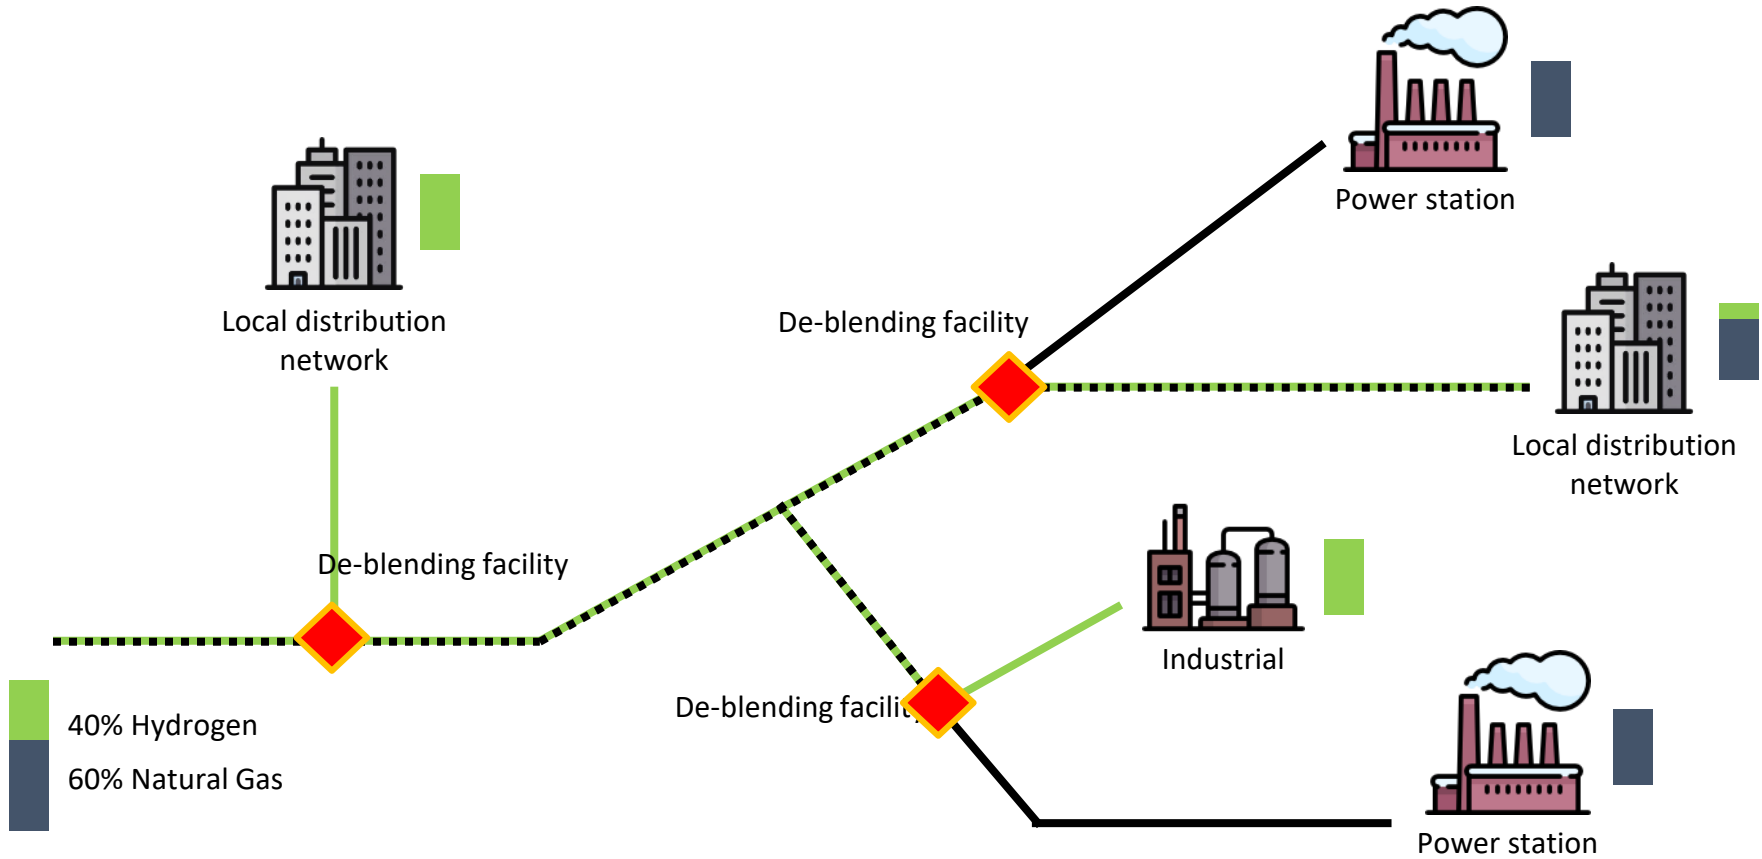 Power station
Local distribution
network
De-blending facility
Local distribution
network
De-blending facility
Industrial
De-blending facility
40% Hydrogen
60% Natural Gas
Power station